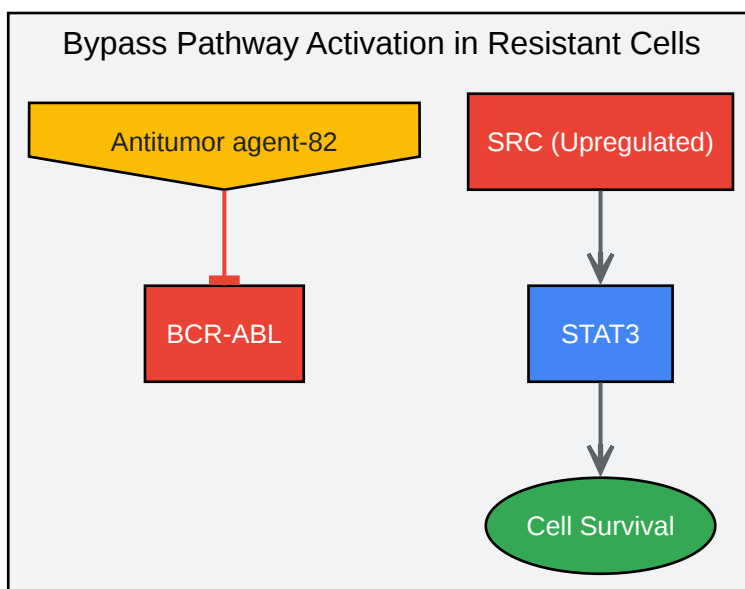 Bypass Pathway Activation in Resistant Cells
Antitumor agent-82
SRC (Upregulated)
BCR-ABL
STAT3
Cell Survival